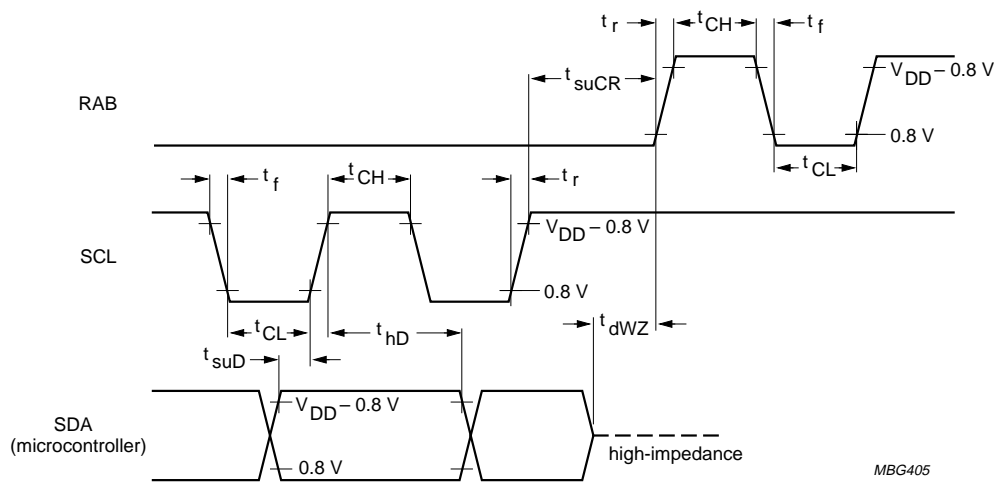 t r
t CH
t f
t suCR
V DD – 0.8 V
RAB
0.8 V
t CL
t f
t CH
t r
V DD – 0.8 V
SCL
0.8 V
t dWZ
t CL
t hD
t suD
V DD – 0.8 V
SDA
(microcontroller)
0.8 V
high-impedance
MBG405